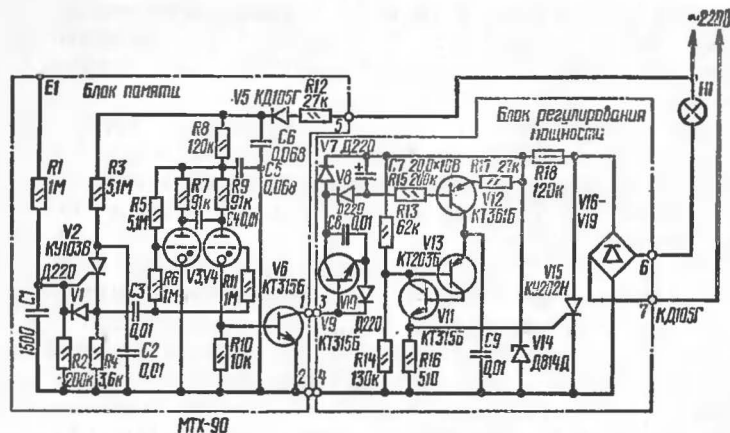 ~220В
Н1
E1
Блок памяти
V5 КД105Г
R12
27к
5
Блок регулирования
мощности
R1
1М
R3
5,1М
R8
120к
C6
0,068
C5
0,068
V7 Д220
C7 200,0×10В
R15 200к
R17 27к
R18
120к
V16–
V19
R5
5,1М
R7
91к
R9
91к
C4 0,01
V8
Д220
C8
0,01
R13
62к
V12
КТ361Б
V2
КУ103В
Д220
V3,V4
R6
1М
R11
1М
V6
КТ315Б
V13
КТ203Б
V15
КУ202Н
6
7
КД105Г
C1
1500
V1
C3
0,01
1
3
V9
КТ315Б
V10
Д220
V11
КТ315Б
C9
0,01
V14
Д814Д
R2
200к
R4
3,6к
C2
0,01
R10
10к
2
4
R14
130к
R16
510
МТХ-90